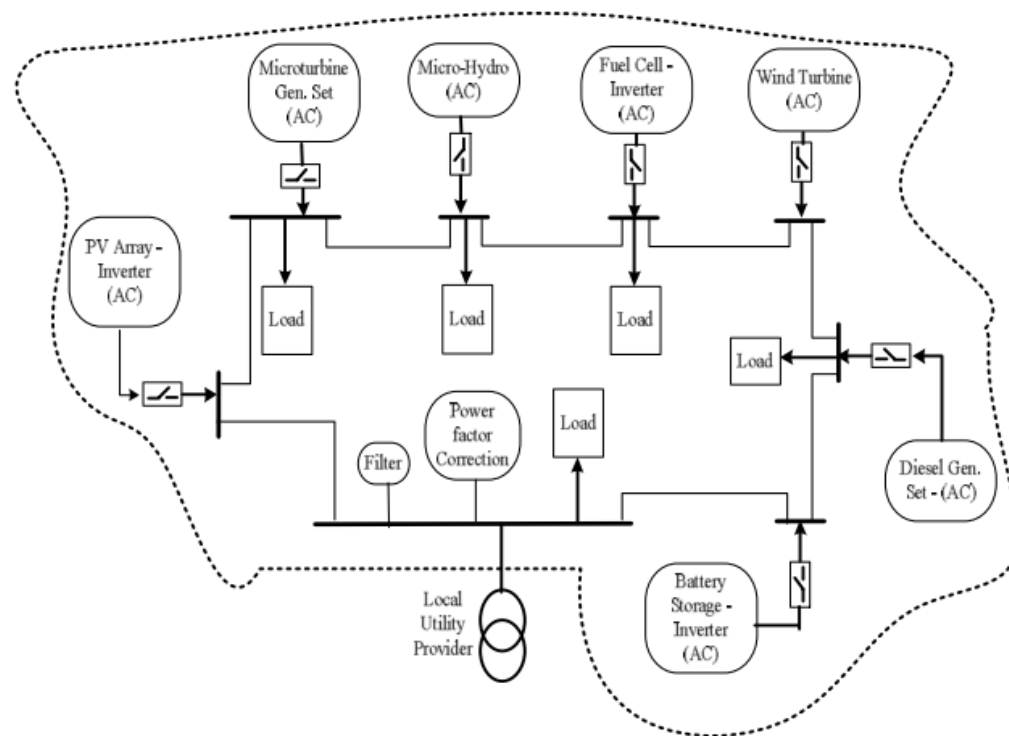 Microturbine
Gen. Set
(AC)
Micro-Hydro
(AC)
Fuel Cell -
Inverter
(AC)
Wind Turbine
(AC)
PV Array -
Inverter
(AC)
Load
Load
Load
Load
Load
Power
factor
Correction
Filter
Diesel Gen.
Set - (AC)
Local
Utility
Provider
Battery
Storage -
Inverter
(AC)